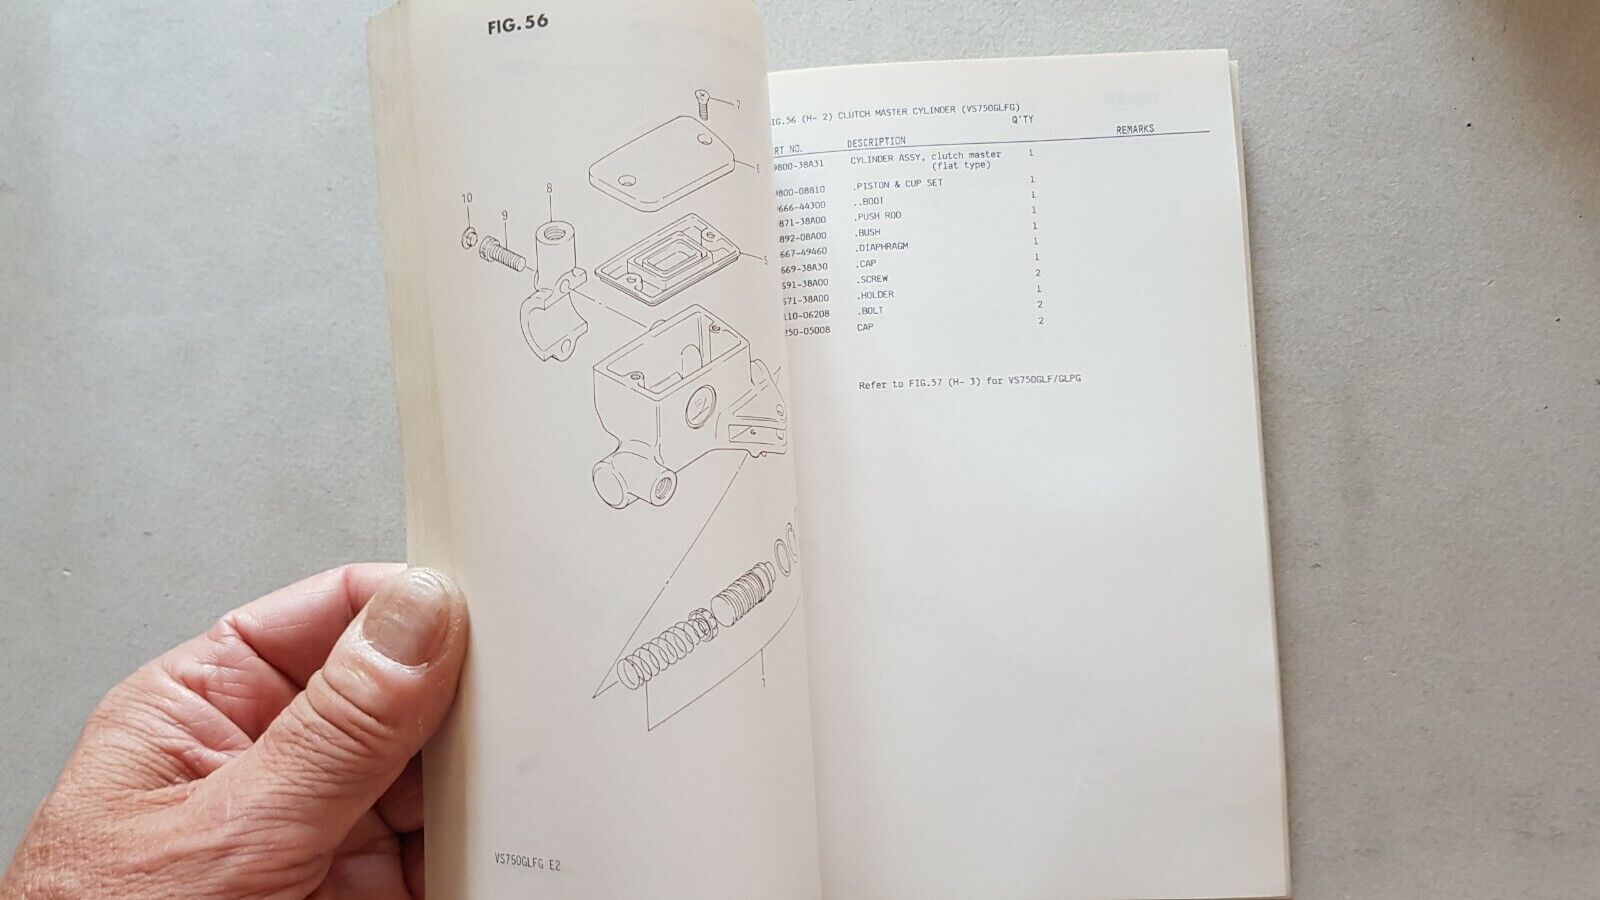 FIG.56
7
6
8
10
9
5
1
VS750GLFG E2
IG.56 (H- 2) CLUTCH MASTER CYLINDER (VS750GLFG)
RT NO. DESCRIPTION Q'TY REMARKS
9800-38A31 CYLINDER ASSY, clutch master 1
(flat type)
9800-08810 .PISTON & CUP SET 1
666-44300 ..BOOT 1
871-38A00 .PUSH ROD 1
892-08A00 .BUSH 1
667-49460 .DIAPHRAGM 1
669-38A30 .CAP 1
691-38A00 .SCREW 2
671-38A00 .HOLDER 1
110-06208 .BOLT 2
250-05008 CAP 2
Refer to FIG.57 (H- 3) for VS750GLF/GLPG